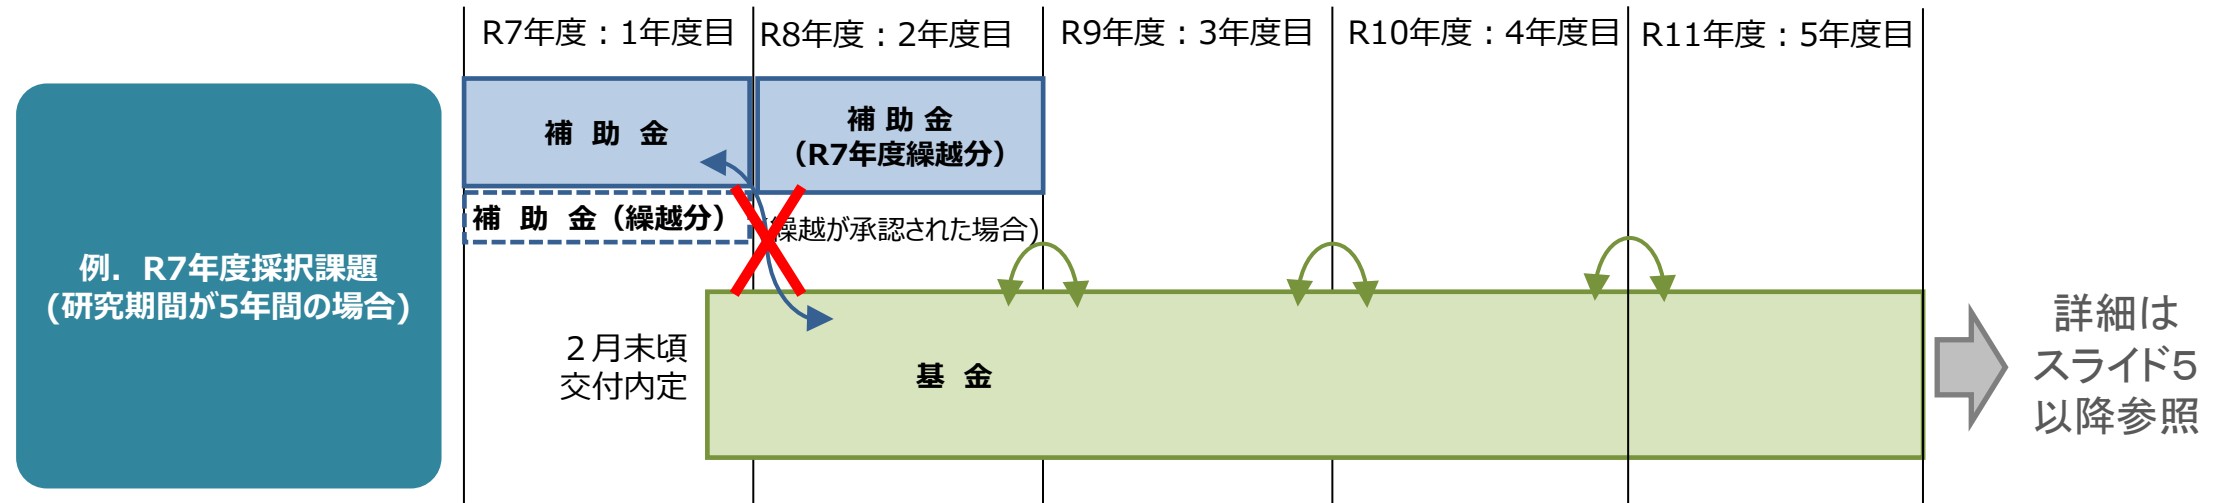 R7年度：1年度目
R8年度：2年度目
R9年度：3年度目
R10年度：4年度目
R11年度：5年度目
例．R7年度採択課題
(研究期間が5年間の場合)
補 助 金
補 助 金
（R7年度繰越分）
補 助 金（繰越分）
(繰越が承認された場合)
２月末頃
交付内定
基 金
詳細は
スライド5
以降参照